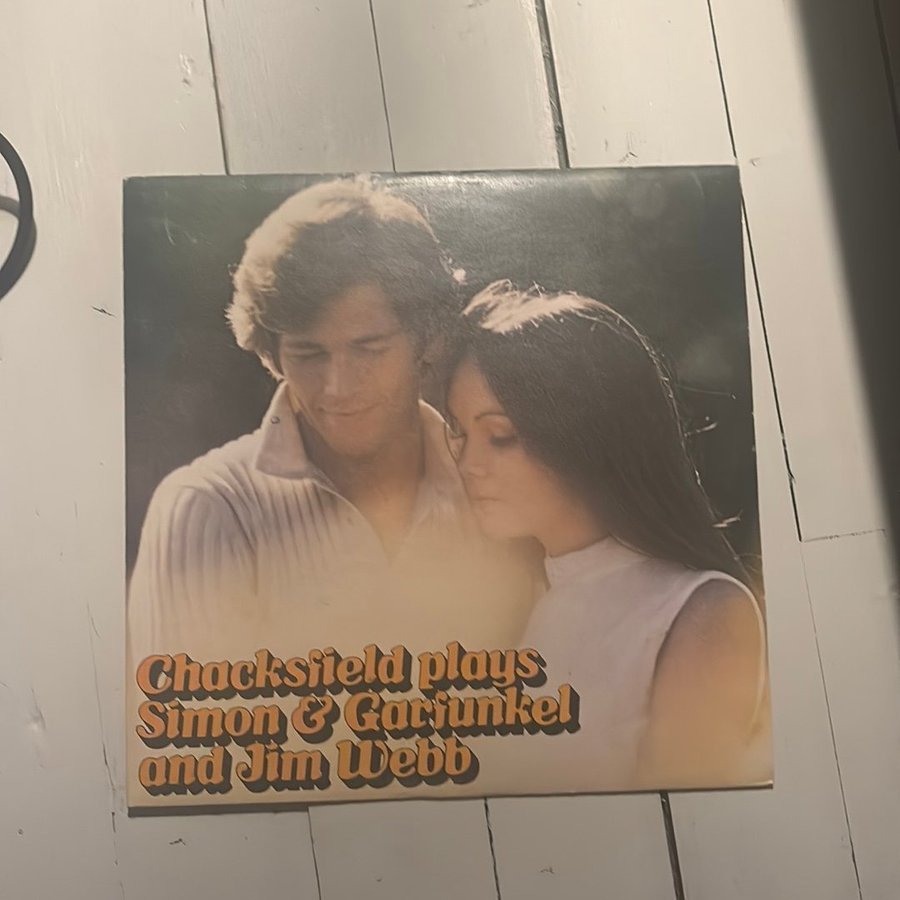 Chacksfield plays
Simon & Garfunkel
and Jim Webb